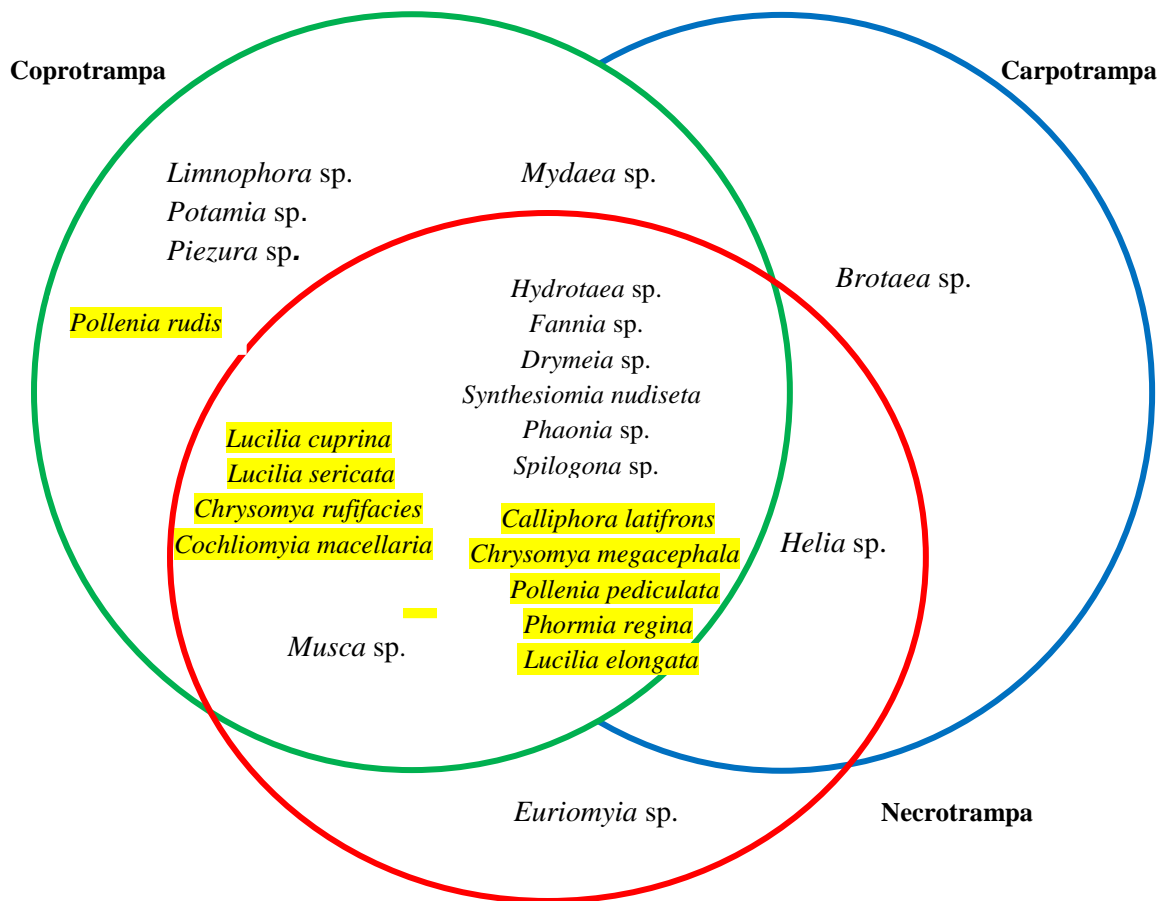 Coprotrampa
Carpotrampa
Limnophora sp.
Potamia sp.
Piezura sp.
Mydaea sp.
Brotaea sp.
Pollenia rudis
Hydrotaea sp.
Fannia sp.
Drymeia sp.
Synthesiomia nudiseta
Phaonia sp.
Spilogona sp.
Lucilia cuprina
Lucilia sericata
Chrysomya rufifacies
Cochliomyia macellaria
Calliphora latifrons
Chrysomya megacephala
Pollenia pediculata
Phormia regina
Lucilia elongata
Helia sp.
Musca sp.
Euriomyia sp.
Necrotrampa